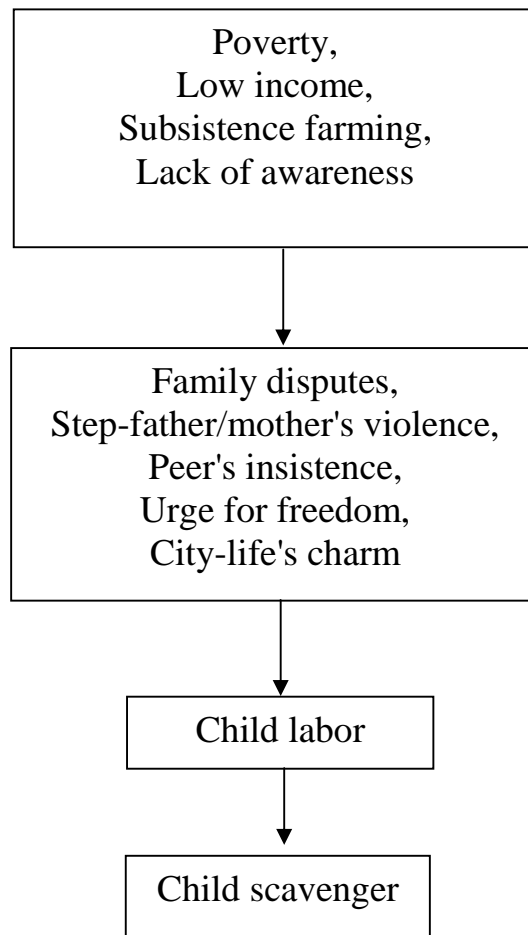 Poverty,
Low income,
Subsistence farming,
Lack of awareness
Family disputes,
Step-father/mother's violence,
Peer's insistence,
Urge for freedom,
City-life's charm
Child labor
Child scavenger